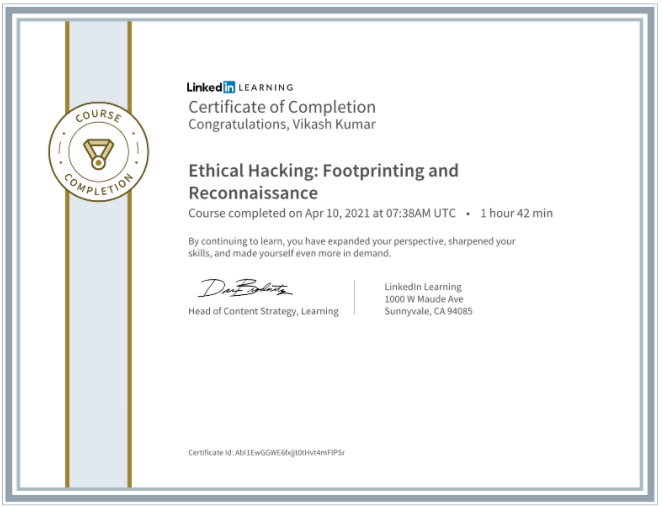 COURSE
COMPLETION
Linked in LEARNING
Certificate of Completion
Congratulations, Vikash Kumar
Ethical Hacking: Footprinting and
Reconnaissance
Course completed on Apr 10, 2021 at 07:38AM UTC • 1 hour 42 min
By continuing to learn, you have expanded your perspective, sharpened your
skills, and made yourself even more in demand.
Head of Content Strategy, Learning
LinkedIn Learning
1000 W Maude Ave
Sunnyvale, CA 94085
Certificate Id: